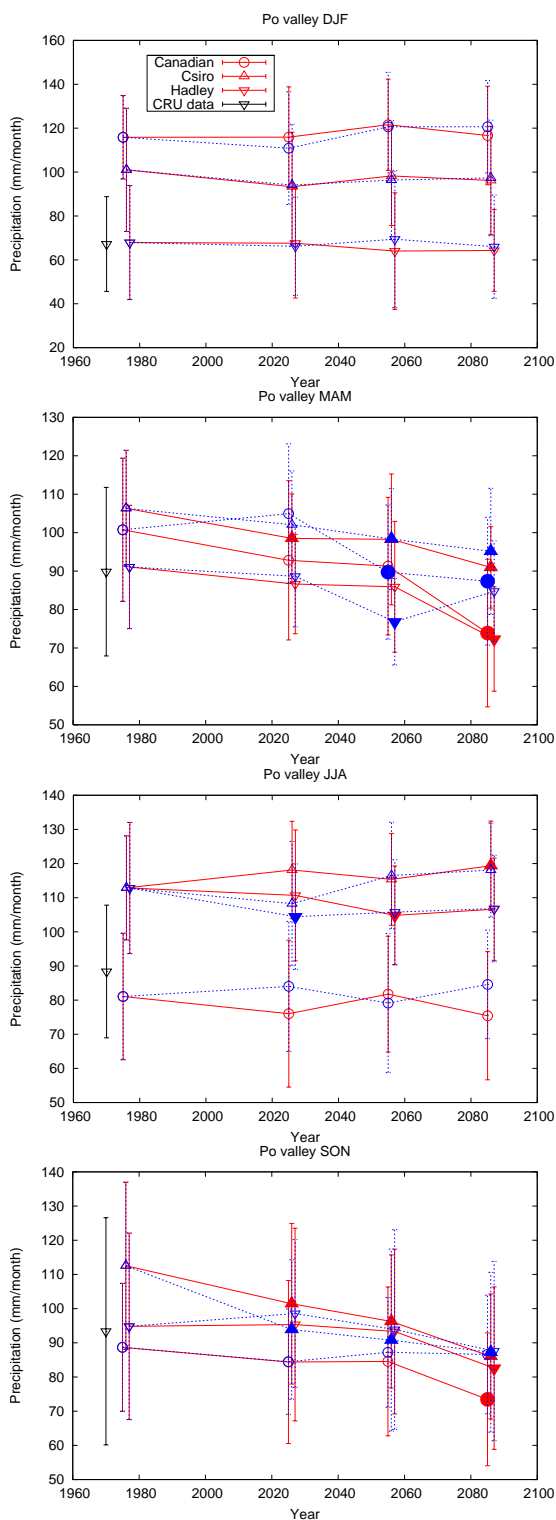 Po valley DJF
160
140
120
100
80
60
40
20
Precipitation (mm/month)
Canadian
Csiro
Hadley
CRU data
1960 1980 2000 2020 2040 2060 2080 2100
Year
Po valley MAM
130
120
110
100
90
80
70
60
50
Precipitation (mm/month)
1960 1980 2000 2020 2040 2060 2080 2100
Year
Po valley JJA
140
130
120
110
100
90
80
70
60
50
Precipitation (mm/month)
1960 1980 2000 2020 2040 2060 2080 2100
Year
Po valley SON
140
130
120
110
100
90
80
70
60
50
Precipitation (mm/month)
1960 1980 2000 2020 2040 2060 2080 2100
Year